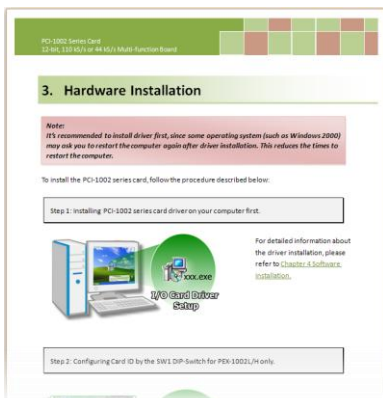 PCI-1002 Series Card
12-bit, 110 kS/s or 44 kS/s Multi-function Board
3. Hardware Installation
Note:
It's recommended to install driver first, since some operating system (such as Windows 2000)
may ask you to restart the computer again after driver installation. This reduces the times to
restart the computer.
To install the PCI-1002 series card, follow the procedure described below:
Step 1: Installing PCI-1002 series card driver on your computer first.
For detailed information about
the driver installation, please
refer to Chapter 4 Software
Installation.
xxx.exe
I/O Card Driver
Setup
Step 2: Configuring Card ID by the SW1 DIP-Switch for PEX-1002L/H only.